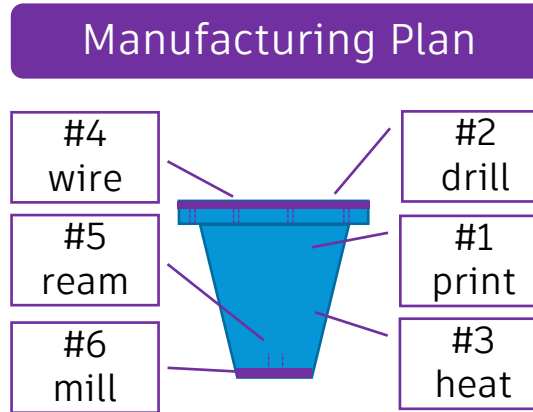 Manufacturing Plan
#4
wire
#2
drill
#5
ream
#1
print
#6
mill
#3
heat